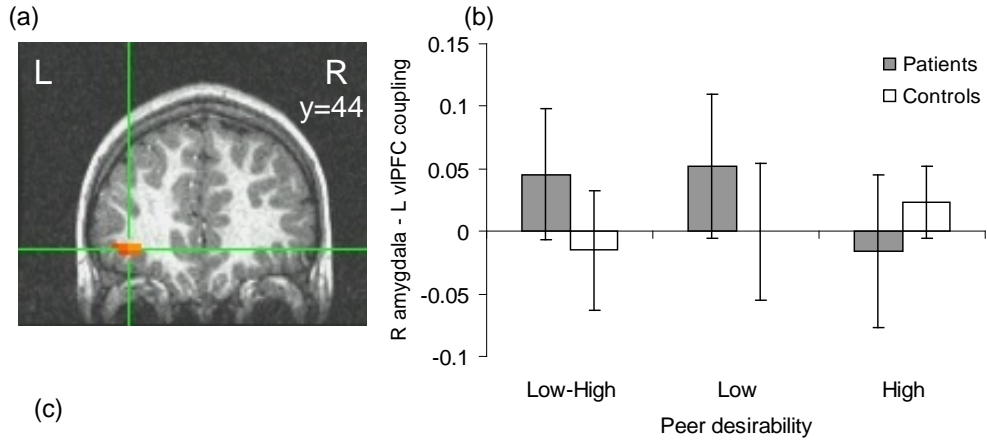 (a)
L
R
y=44
(b)
R amygdala - L vlPFC coupling
0.15
0.1
0.05
0
-0.05
-0.1
Patients
Controls
Low-High
Low
High
Peer desirability
(c)